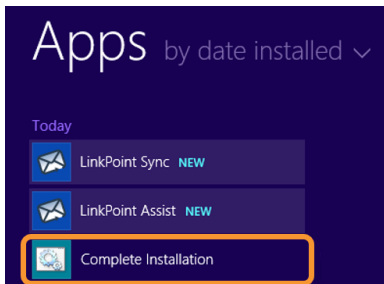 Apps by date installed
Today
LinkPoint Sync NEW
LinkPoint Assist NEW
Complete Installation